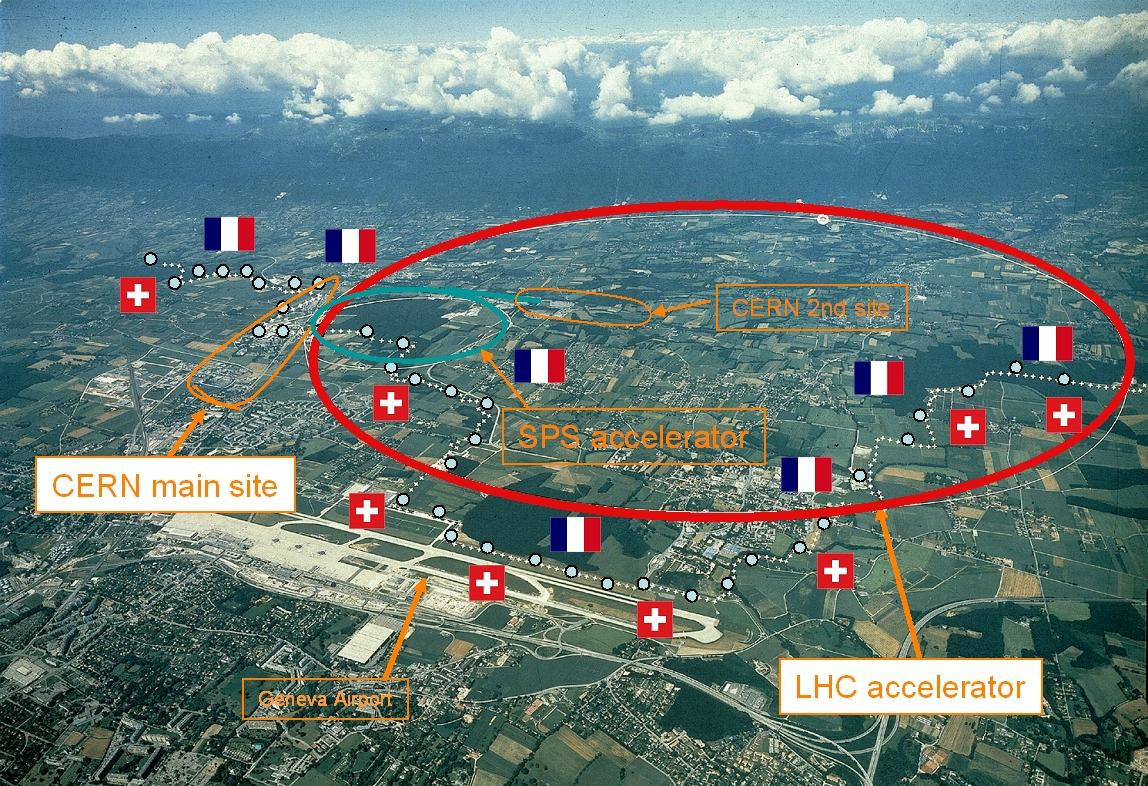 CERN 2nd site
SPS accelerator
CERN main site
LHC accelerator
Geneva Airport